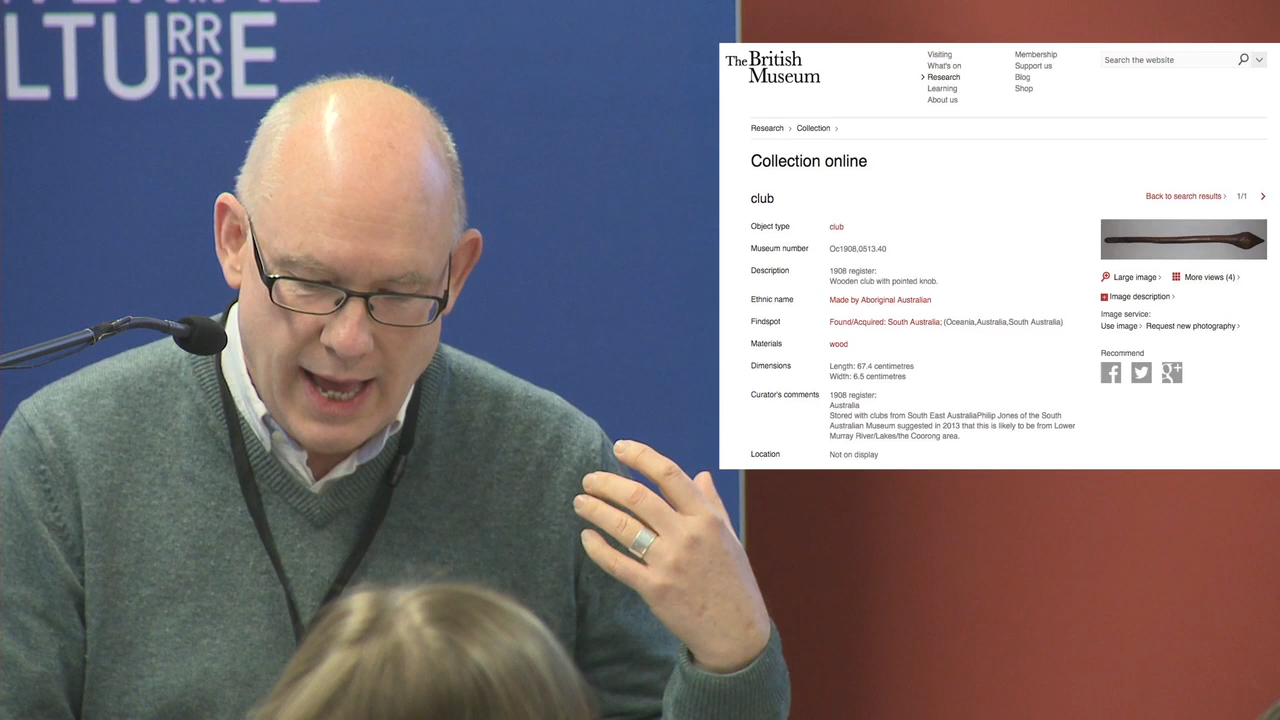 LTURRE
RRE
The British
Museum
Visiting
What's on
Research
Learning
About us
Membership
Support us
Blog
Shop
Search the website
Research › Collection ›
Collection online
club
Back to search results › 1/1
Object type club
Museum number Oc1908,0513.40
Description 1908 register:
Wooden club with pointed knob.
Ethnic name Made by Aboriginal Australian
Findspot Found/Acquired: South Australia; (Oceania,Australia,South Australia)
Materials wood
Dimensions Length: 67.4 centimetres
Width: 6.5 centimetres
Curator's comments 1908 register:
Australia
Stored with clubs from South East AustraliaPhilip Jones of the South
Australian Museum suggested in 2013 that this is likely to be from Lower
Murray River/Lakes/the Coorong area.
Location Not on display
Large image › More views (4) ›
Image description ›
Image service:
Use image › Request new photography ›
Recommend